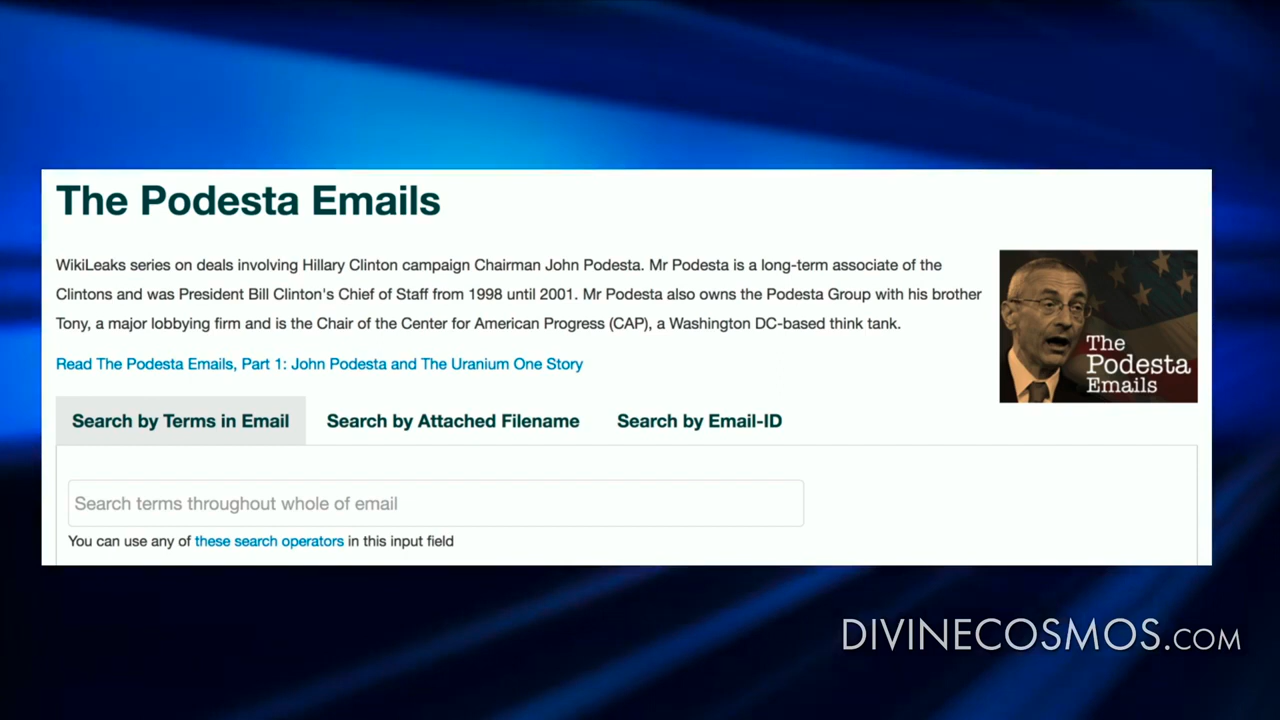 The Podesta Emails
WikiLeaks series on deals involving Hillary Clinton campaign Chairman John Podesta. Mr Podesta is a long-term associate of the
Clintons and was President Bill Clinton's Chief of Staff from 1998 until 2001. Mr Podesta also owns the Podesta Group with his brother
Tony, a major lobbying firm and is the Chair of the Center for American Progress (CAP), a Washington DC-based think tank.
The
Podesta
Emails
Read The Podesta Emails, Part 1: John Podesta and The Uranium One Story
Search by Terms in Email Search by Attached Filename Search by Email-ID
Search terms throughout whole of email
You can use any of these search operators in this input field
DIVINECOSMOS.COM